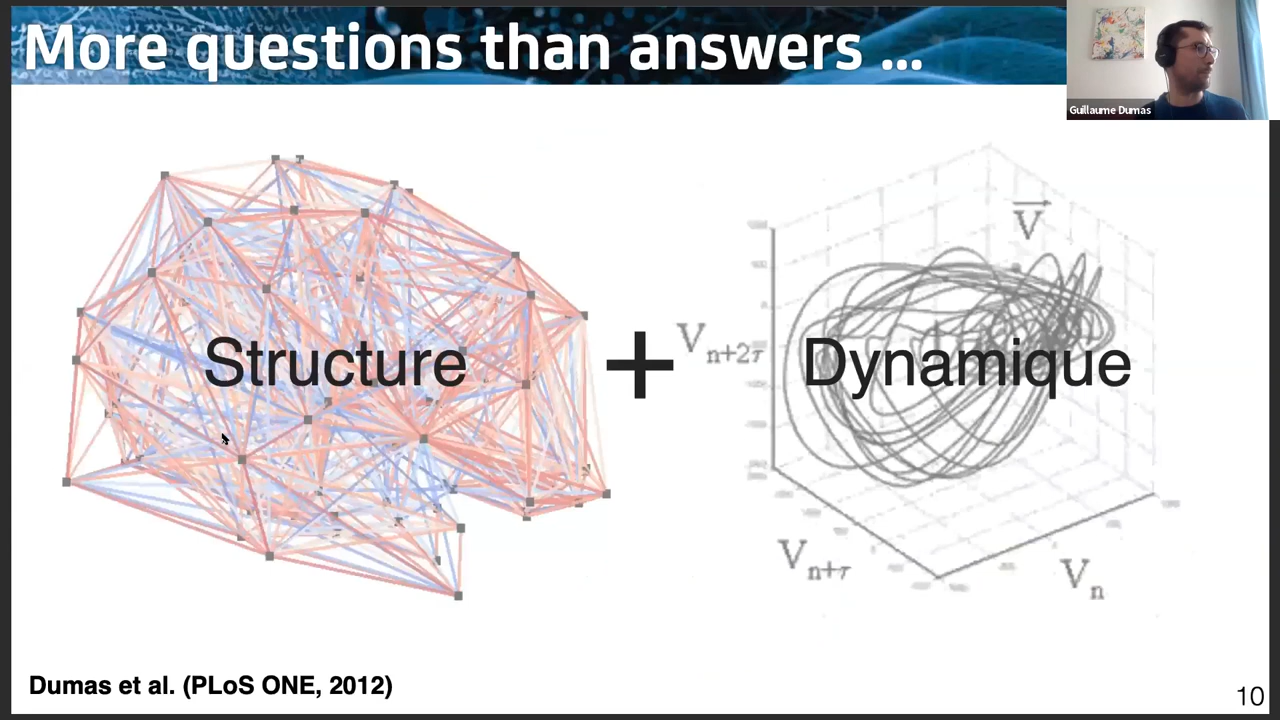 More questions than answers ...
Guillaume Dumas
V
Structure
+
V n+2τ
Dynamique
V n+τ
V n
Dumas et al. (PLoS ONE, 2012)
10